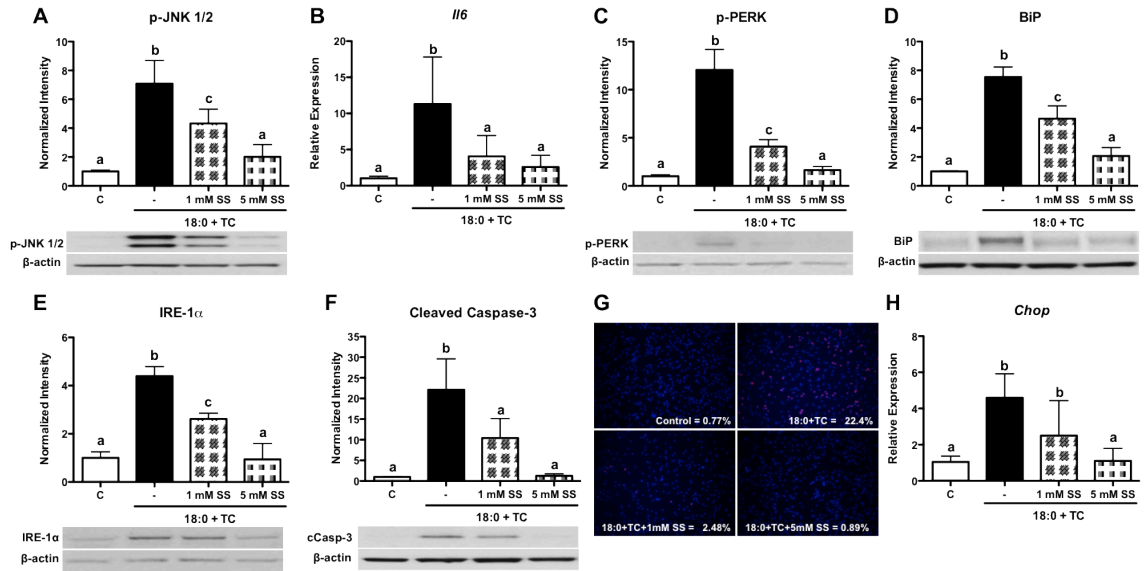 A
p-JNK 1/2
Normalized Intensity
10
8
6
4
2
0
a
b
c
a
C
-
1 mM SS
5 mM SS
18:0 + TC
p-JNK 1/2
β-actin
B
Il6
Relative Expression
20
15
10
5
0
a
b
a
a
C
-
1 mM SS
5 mM SS
18:0 + TC
C
p-PERK
Normalized Intensity
15
10
5
0
a
b
c
a
C
-
1 mM SS
5 mM SS
18:0 + TC
p-PERK
β-actin
D
BiP
Normalized Intensity
10
8
6
4
2
0
a
b
c
a
C
-
1 mM SS
5 mM SS
18:0 + TC
BiP
β-actin
E
IRE-1α
Normalized Intensity
6
4
2
0
a
b
c
a
C
-
1 mM SS
5 mM SS
18:0 + TC
IRE-1α
β-actin
F
Cleaved Caspase-3
Normalized Intensity
35
30
25
20
15
10
5
0
a
b
a
a
C
-
1 mM SS
5 mM SS
18:0 + TC
cCasp-3
β-actin
G
Control = 0.77%
18:0+TC = 22.4%
18:0+TC+1mM SS = 2.48%
18:0+TC+5mM SS = 0.89%
H
Chop
Relative Expression
8
6
4
2
0
a
b
b
a
C
-
1 mM SS
5 mM SS
18:0 + TC